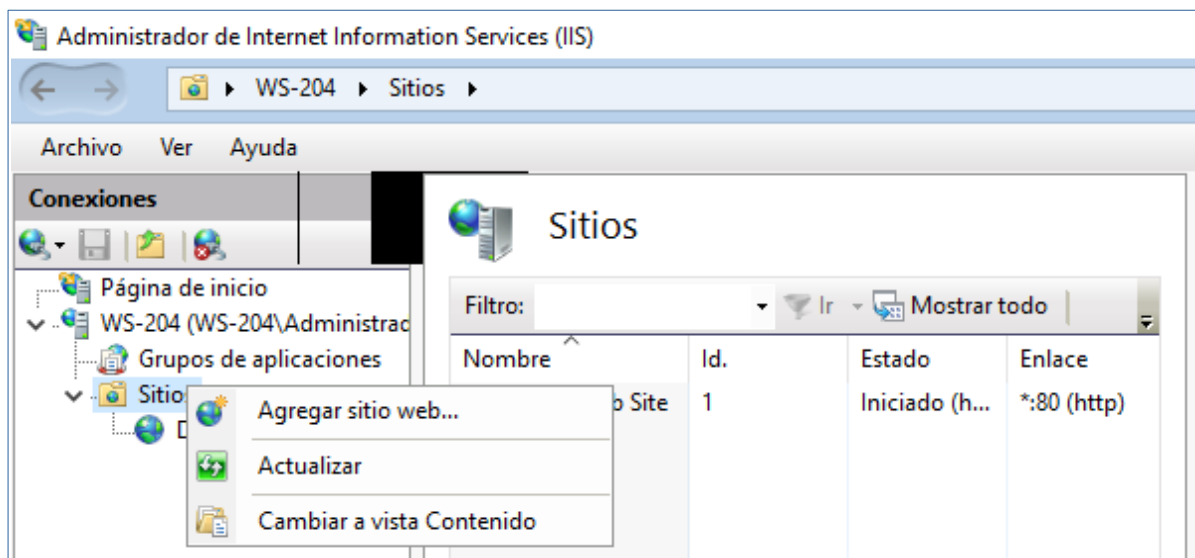 Administrador de Internet Information Services (IIS)
WS-204 Sitios
Archivo Ver Ayuda
Conexiones
Sitios
Página de inicio
Filtro: Ir Mostrar todo
WS-204 (WS-204\Administrad
Nombre Id. Estado Enlace
Grupos de aplicaciones
Sitio
Site 1 Iniciado (h... *:80 (http)
Agregar sitio web...
Actualizar
Cambiar a vista Contenido